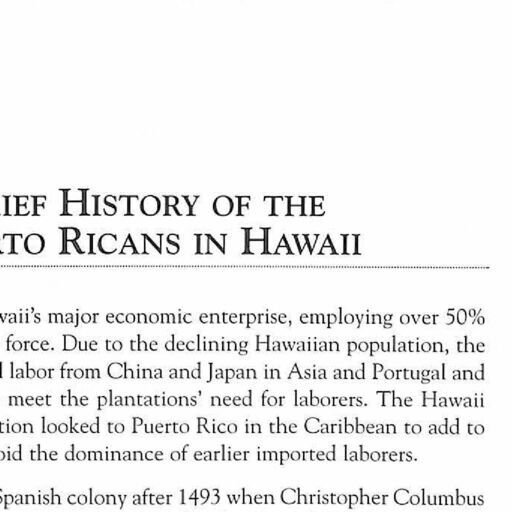 IEF HISTORY OF THE
TO RICANS IN HAWAII
waii's major economic enterprise, employing over 50%
force. Due to the declining Hawaiian population, the
labor from China and Japan in Asia and Portugal and
meet the plantations' need for laborers. The Hawaii
tion looked to Puerto Rico in the Caribbean to add to
oid the dominance of earlier imported laborers.
Spanish colony after 1493 when Christopher Columbus